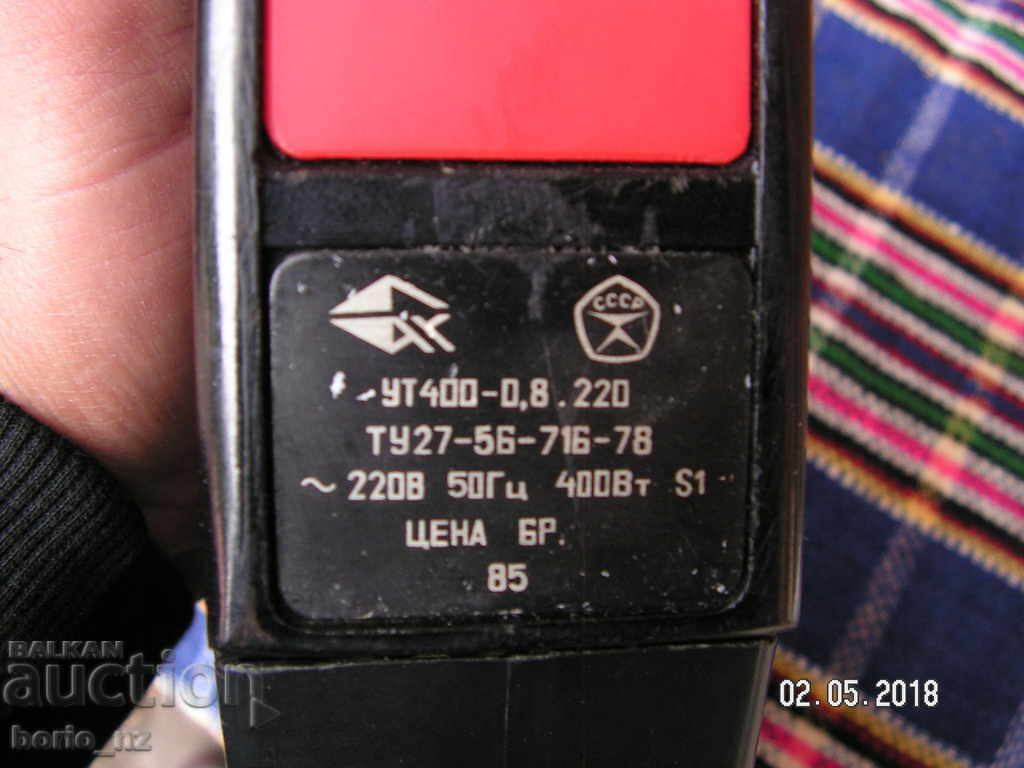 СССР
УТ400-0,8.220
ТУ27-56-716-78
~ 220В 50Гц 400Вт S1
ЦЕНА 6Р.
85
BALKAN
auction
borio_nz
02.05.2018